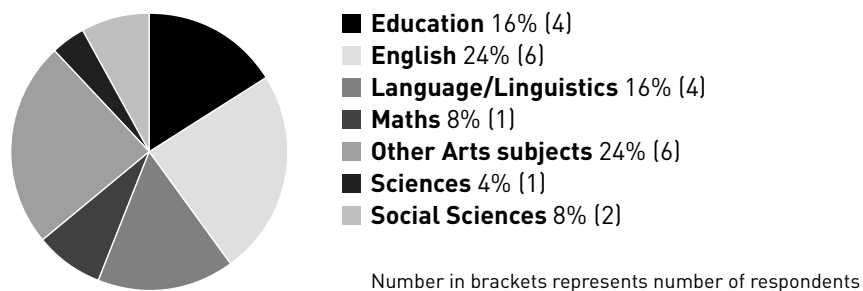 Education 16% (4)
English 24% (6)
Language/Linguistics 16% (4)
Maths 8% (1)
Other Arts subjects 24% (6)
Sciences 4% (1)
Social Sciences 8% (2)
Number in brackets represents number of respondents